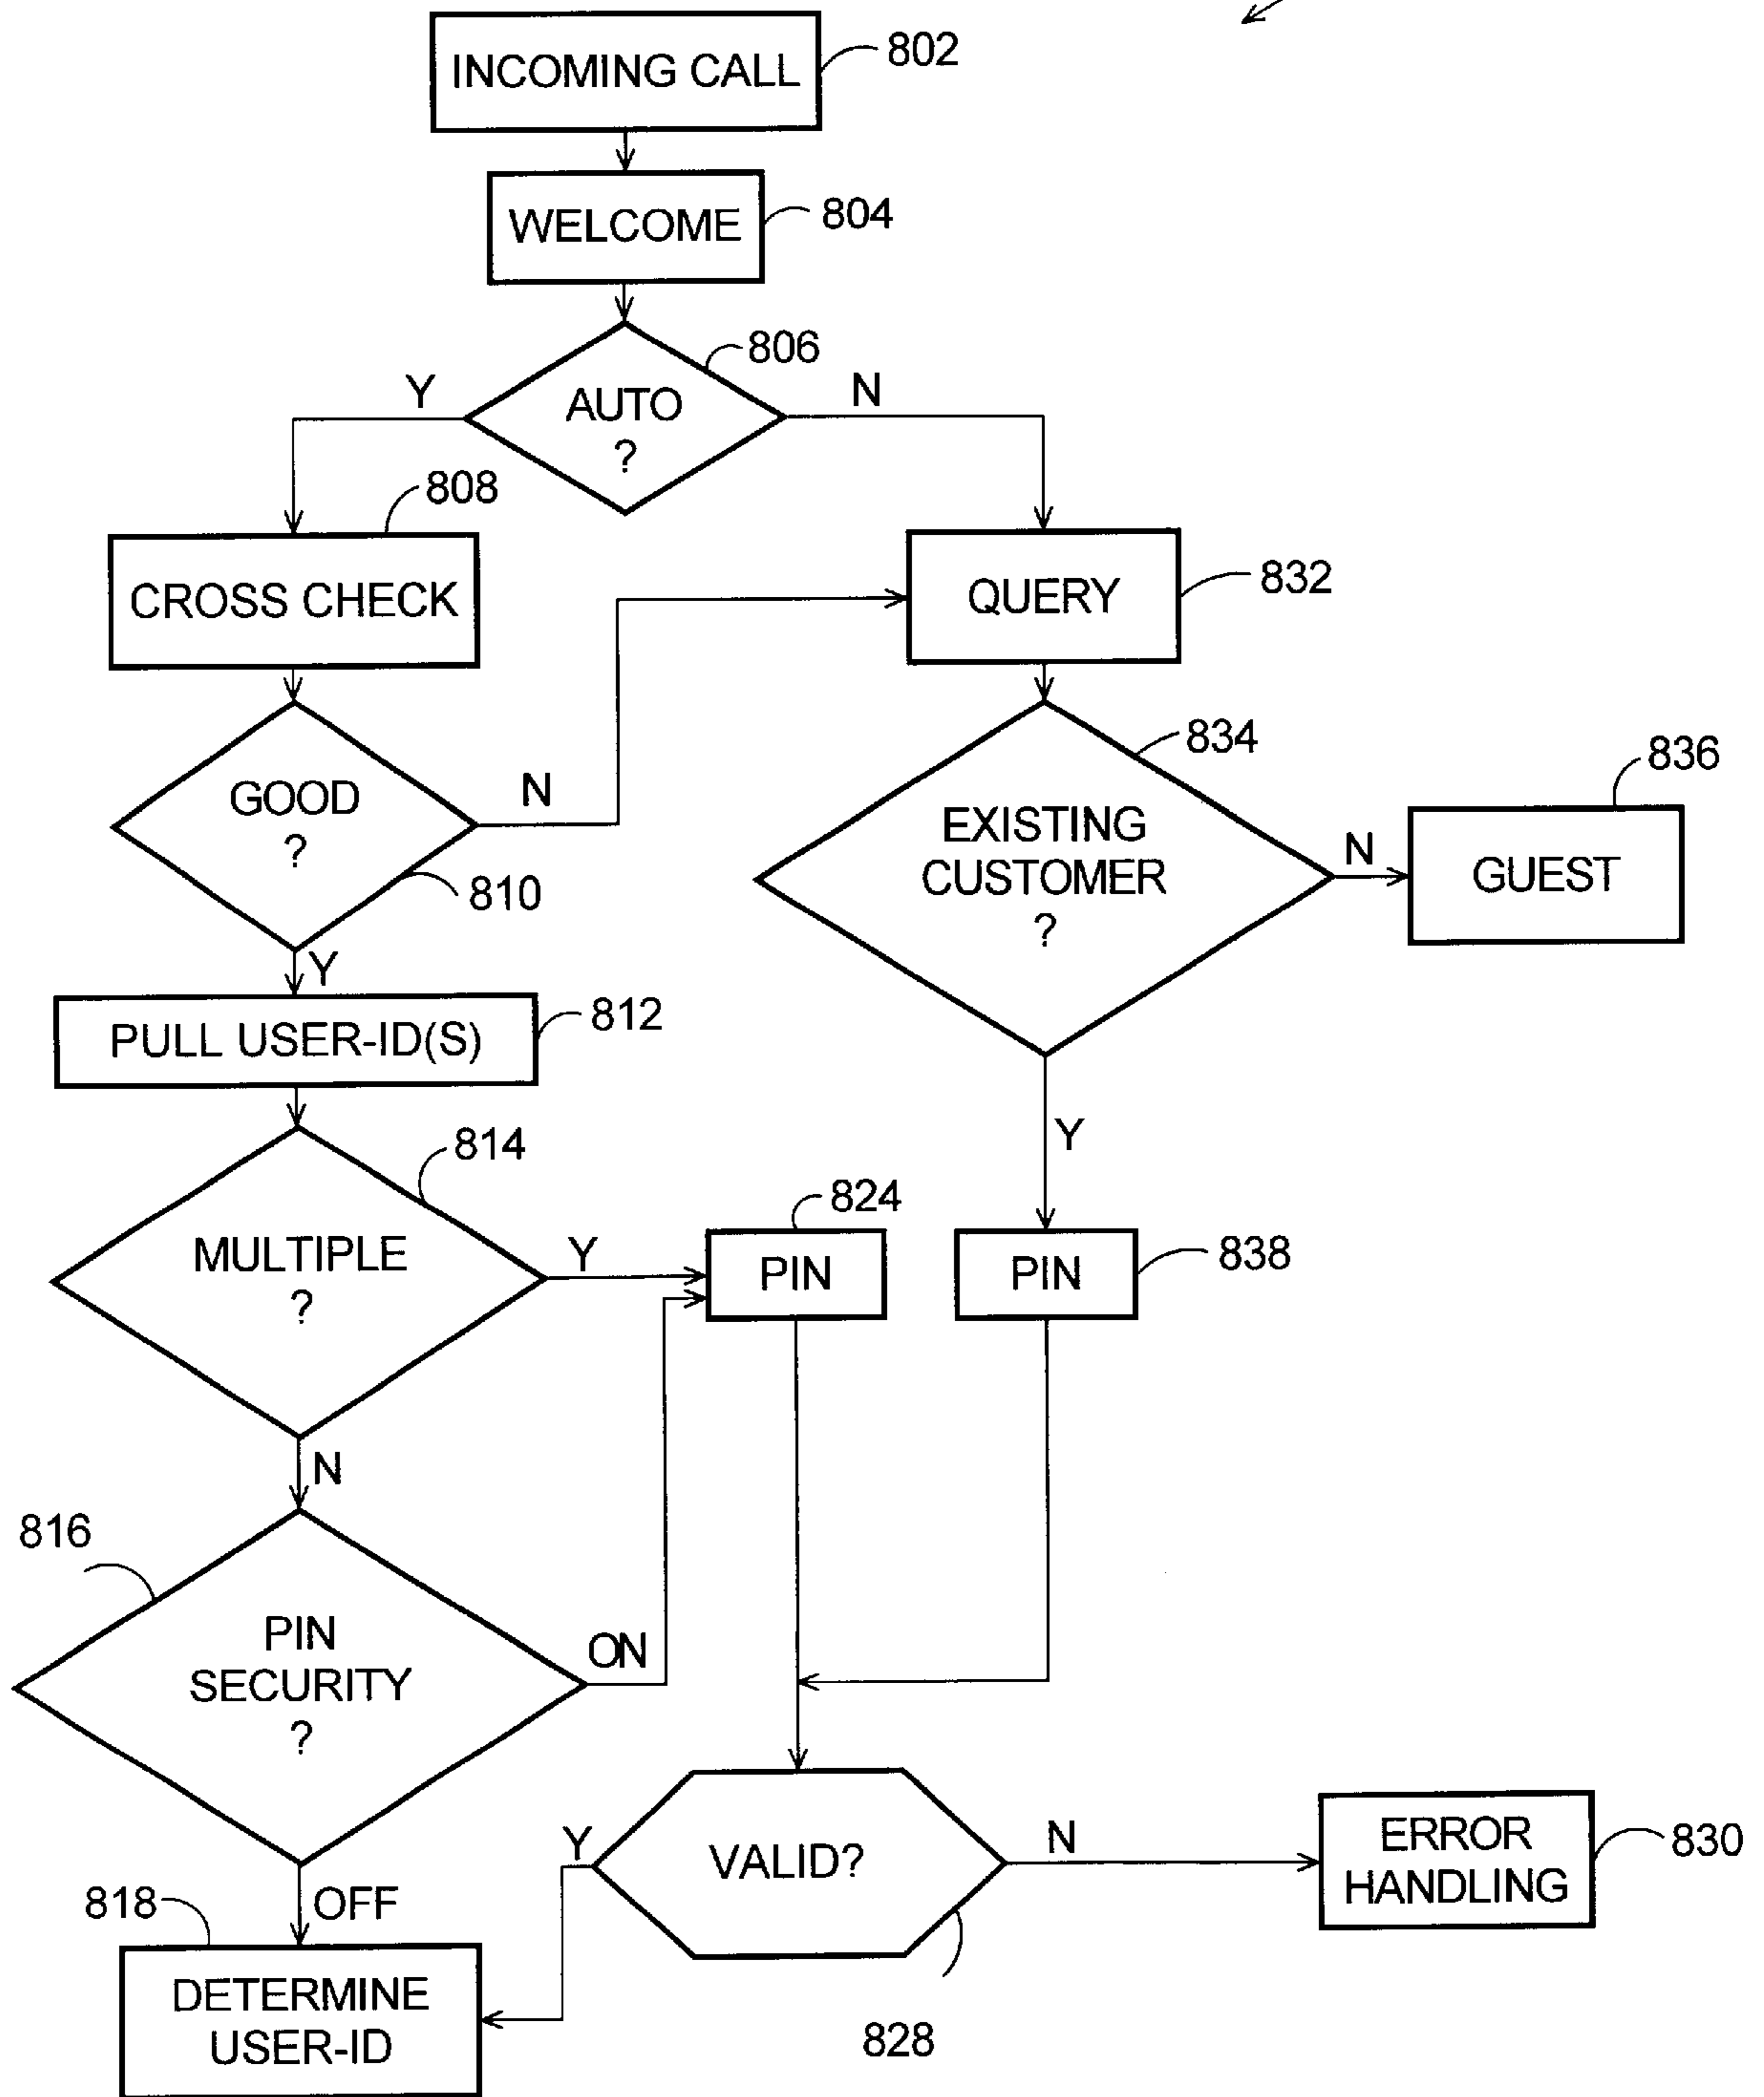 INCOMING CALL
802
WELCOME
804
806
AUTO
?
Y
N
808
CROSS CHECK
QUERY
832
GOOD
?
N
810
834
EXISTING
CUSTOMER
?
N
836
GUEST
Y
PULL USER-ID(S)
812
814
MULTIPLE
?
Y
824
PIN
Y
PIN
838
N
816
PIN
SECURITY
?
ON
OFF
818
DETERMINE
USER-ID
Y
VALID?
N
828
ERROR
HANDLING
830